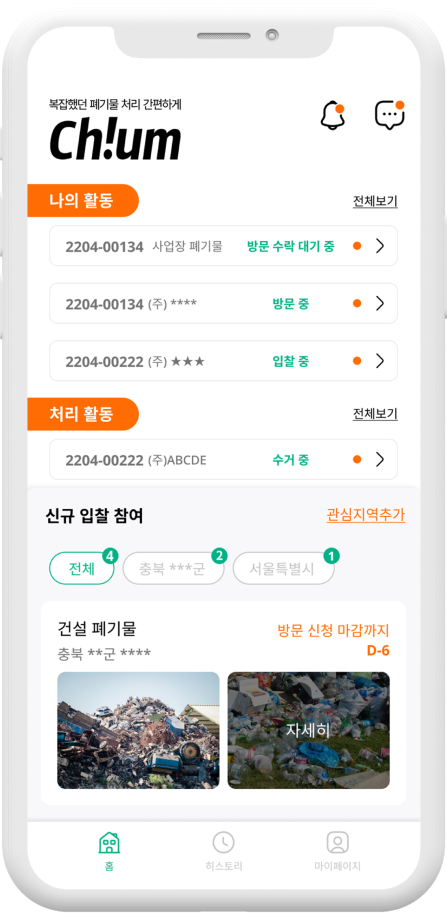 복잡했던 폐기물 처리 간편하게
Ch!um
나의 활동 전체보기
2204-00134 사업장 폐기물 방문 수락 대기 중
2204-00134 (주) **** 방문 중
2204-00222 (주) ★★★ 입찰 중
처리 활동 전체보기
2204-00222 (주)ABCDE 수거 중
신규 입찰 참여 관심지역추가
전체 4 충북 ***군 2 서울특별시 1
건설 폐기물 방문 신청 마감까지
충북 **군 **** D-6
자세히
홈 히스토리 마이페이지